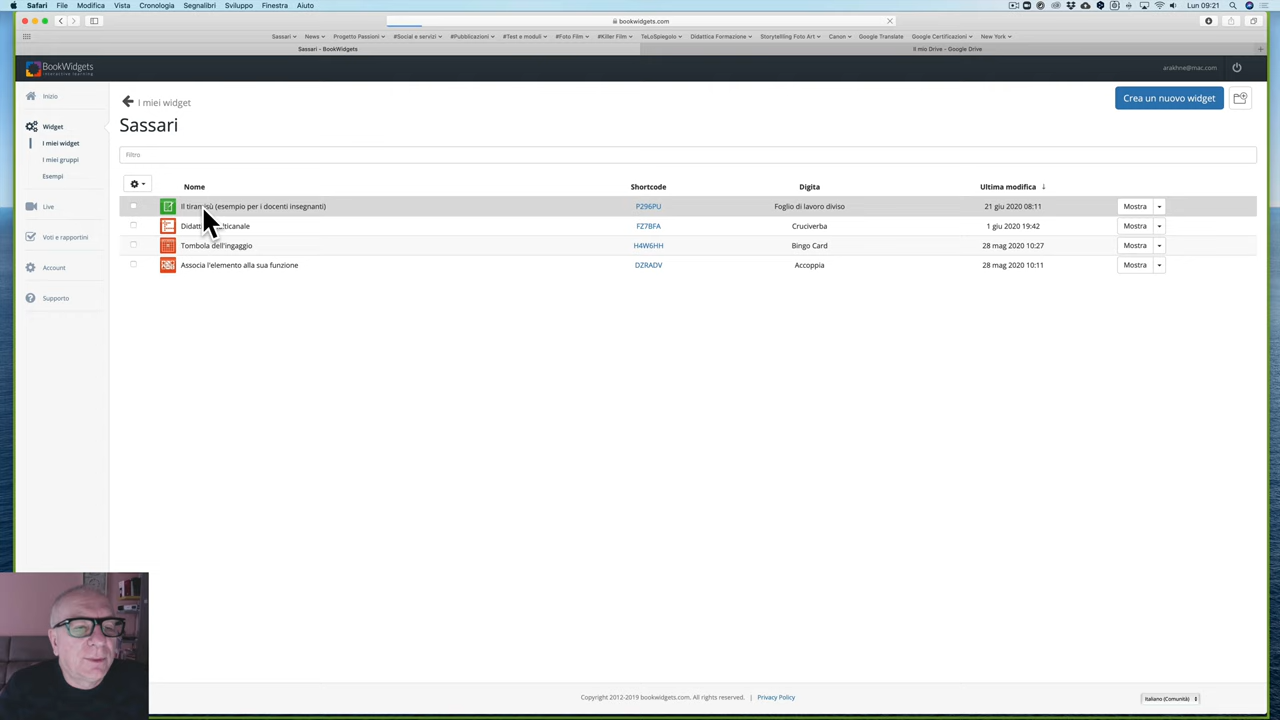 Safari File Modifica Vista Cronologia Segnalibri Sviluppo Finestra Aiuto Lun 09:21
bookwidgets.com
Sassari News Progetto Passioni #Social e servizi #Pubblicazioni #Test e moduli #Foto Film #Killer Film TeLoSpiegolo Didattica Formazione Storytelling Foto Art Canon Google Translate Google Certificazioni New York
Sassari - BookWidgets Il mio Drive - Google Drive
BookWidgets
interactive learning
arakhne@mac.com
Inizio
Widget
I miei widget
I miei gruppi
Esempi
Live
Voti e rapportini
Account
Supporto
I miei widget
Crea un nuovo widget
Sassari
Filtro
Nome Shortcode Digita Ultima modifica
Il tiramisù (esempio per i docenti insegnanti) P296PU Foglio di lavoro diviso 21 giu 2020 08:11 Mostra
FZ7BFA Cruciverba 1 giu 2020 19:42 Mostra
Tombola dell'ingaggio H4W6HH Bingo Card 28 mag 2020 10:27 Mostra
Associa l'elemento alla sua funzione DZRADV Accoppia 28 mag 2020 10:11 Mostra
Copyright 2012-2019 bookwidgets.com. All rights reserved. | Privacy Policy
Italiano (Comunità)